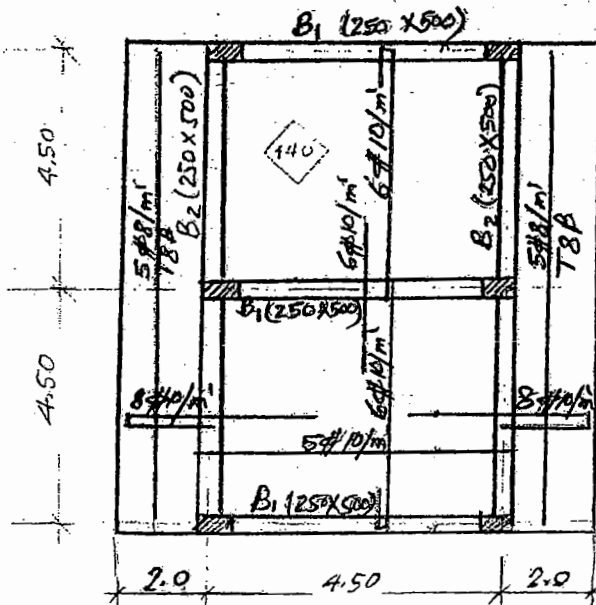 B₁ (250 X500)
4.50
4.50
5#8/m'
T&B
B₂ (250X500)
140
6#10/m'
6#10/m'
B₂ (250X500)
5#8/m'
T&B
B₁(250X500)
6#10/m'
8#10/m'
8#10/m'
5#10/m'
B₁ (250X500)
2.0
4.50
2.0